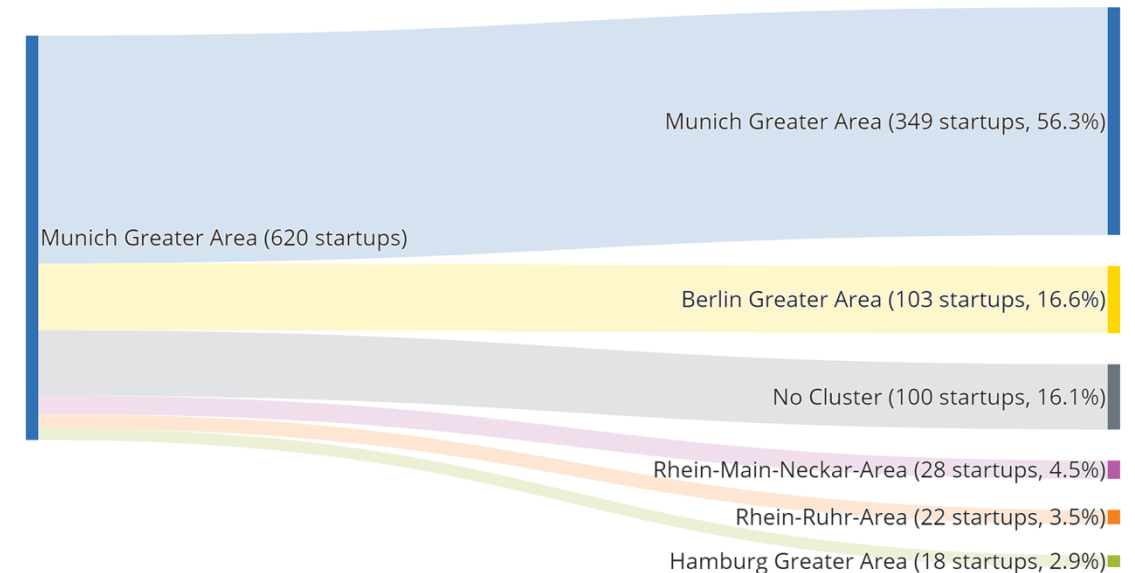 Munich Greater Area (349 startups, 56.3%)
Munich Greater Area (620 startups)
Berlin Greater Area (103 startups, 16.6%)
No Cluster (100 startups, 16.1%)
Rhein-Main-Neckar-Area (28 startups, 4.5%)
Rhein-Ruhr-Area (22 startups, 3.5%)
Hamburg Greater Area (18 startups, 2.9%)